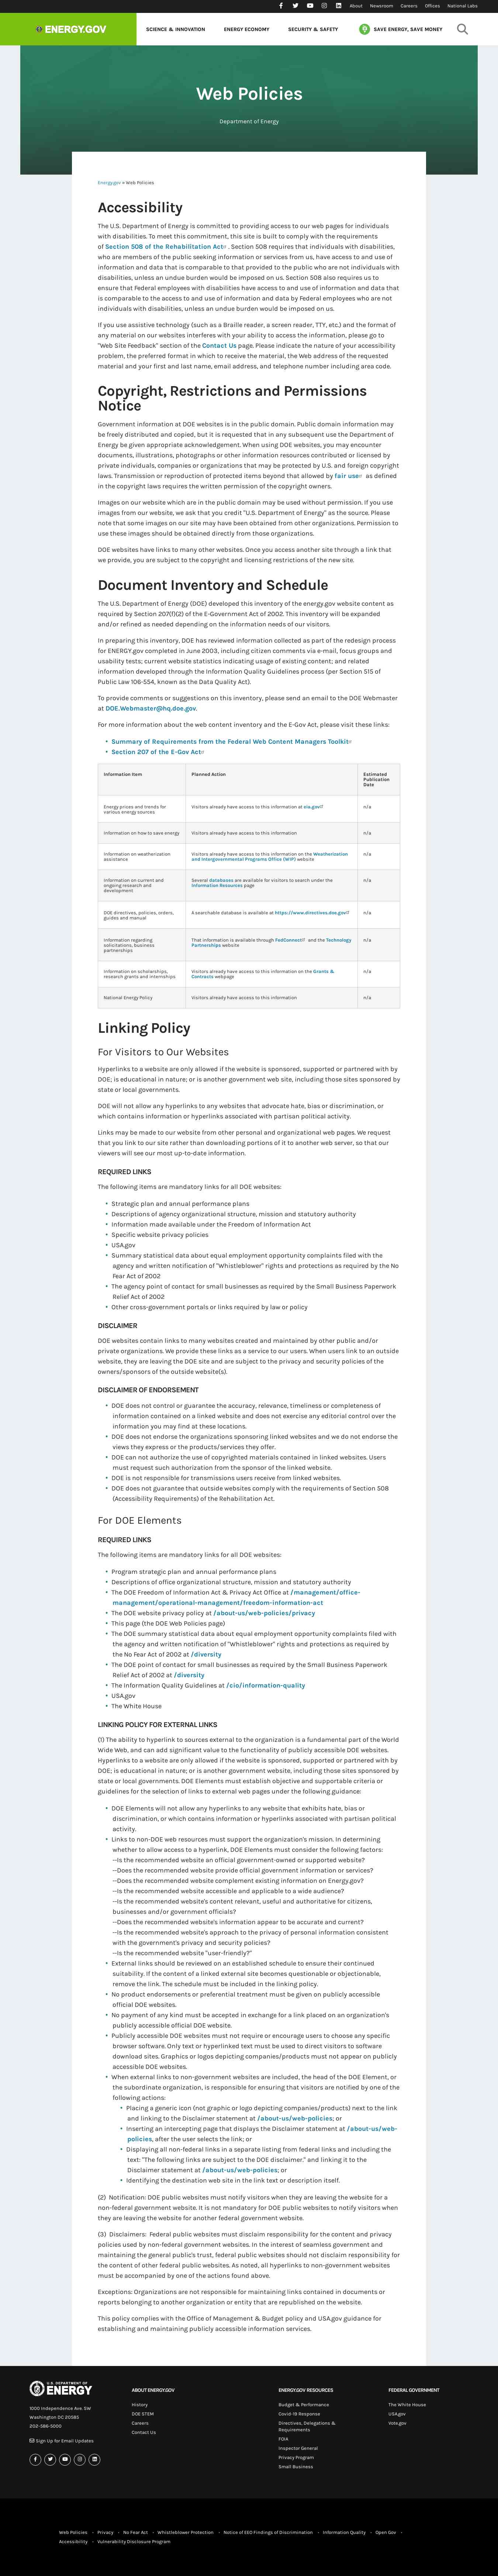 About Newsroom Careers Offices National Labs
ENERGY.GOV SCIENCE & INNOVATION ENERGY ECONOMY SECURITY & SAFETY SAVE ENERGY, SAVE MONEY
Web Policies
Department of Energy
Energy.gov » Web Policies
Accessibility
The U.S. Department of Energy is committed to providing access to our web pages for individuals
with disabilities. To meet this commitment, this site is built to comply with the requirements
of Section 508 of the Rehabilitation Act . Section 508 requires that individuals with disabilities,
who are members of the public seeking information or services from us, have access to use of
information and data that is comparable to that provided to the public who are not individuals with
disabilities, unless an undue burden would be imposed on us. Section 508 also requires us to
ensure that Federal employees with disabilities have access to and use of information and data that
is comparable to the access to and use of information and data by Federal employees who are not
individuals with disabilities, unless an undue burden would be imposed on us.
If you use assistive technology (such as a Braille reader, a screen reader, TTY, etc.) and the format of
any material on our websites interferes with your ability to access the information, please go to
"Web Site Feedback" section of the Contact Us page. Please indicate the nature of your accessibility
problem, the preferred format in which to receive the material, the Web address of the requested
material and your first and last name, email address, and telephone number including area code.
Copyright, Restrictions and Permissions
Notice
Government information at DOE websites is in the public domain. Public domain information may
be freely distributed and copied, but it is requested that in any subsequent use the Department of
Energy be given appropriate acknowledgement. When using DOE websites, you may encounter
documents, illustrations, photographs, or other information resources contributed or licensed by
private individuals, companies or organizations that may be protected by U.S. and foreign copyright
laws. Transmission or reproduction of protected items beyond that allowed by fair use as defined
in the copyright laws requires the written permission of the copyright owners.
Images on our website which are in the public domain may be used without permission. If you use
images from our website, we ask that you credit "U.S. Department of Energy" as the source. Please
note that some images on our site may have been obtained from other organizations. Permission to
use these images should be obtained directly from those organizations.
DOE websites have links to many other websites. Once you access another site through a link that
we provide, you are subject to the copyright and licensing restrictions of the new site.
Document Inventory and Schedule
The U.S. Department of Energy (DOE) developed this inventory of the energy.gov website content as
required by Section 207(f)(2) of the E-Government Act of 2002. This inventory will be expanded
and/or refined as needed depending on the information needs of our visitors.
In preparing this inventory, DOE has reviewed information collected as part of the redesign process
for ENERGY.gov completed in June 2003, including citizen comments via e-mail, focus groups and
usability tests; current website statistics indicating usage of existing content; and related
information developed through the Information Quality Guidelines process (per Section 515 of
Public Law 106-554, known as the Data Quality Act).
To provide comments or suggestions on this inventory, please send an email to the DOE Webmaster
at DOE.Webmaster@hq.doe.gov.
For more information about the web content inventory and the E-Gov Act, please visit these links:
• Summary of Requirements from the Federal Web Content Managers Toolkit
• Section 207 of the E-Gov Act
Information Item Planned Action Estimated
Publication
Date
Energy prices and trends for
various energy sources Visitors already have access to this information at eia.gov n/a
Information on how to save energy Visitors already have access to this information n/a
Information on weatherization
assistance Visitors already have access to this information on the Weatherization
and Intergovernmental Programs Office (WIP) website n/a
Information on current and
ongoing research and
development Several databases are available for visitors to search under the
Information Resources page n/a
DOE directives, policies, orders,
guides and manual A searchable database is available at https://www.directives.doe.gov n/a
Information regarding
solicitations, business
partnerships That information is available through FedConnect and the Technology
Partnerships website n/a
Information on scholarships,
research grants and internships Visitors already have access to this information on the Grants &
Contracts webpage n/a
National Energy Policy Visitors already have access to this information n/a
Linking Policy
For Visitors to Our Websites
Hyperlinks to a website are only allowed if the website is sponsored, supported or partnered with by
DOE; is educational in nature; or is another government web site, including those sites sponsored by
state or local governments.
DOE will not allow any hyperlinks to any websites that advocate hate, bias or discrimination, or
which contains information or hyperlinks associated with partisan political activity.
Links may be made to our website from other personal and organizational web pages. We request
that you link to our site rather than downloading portions of it to another web server, so that our
viewers will see our most up-to-date information.
REQUIRED LINKS
The following items are mandatory links for all DOE websites:
• Strategic plan and annual performance plans
• Descriptions of agency organizational structure, mission and statutory authority
• Information made available under the Freedom of Information Act
• Specific website privacy policies
• USA.gov
• Summary statistical data about equal employment opportunity complaints filed with the
agency and written notification of "Whistleblower" rights and protections as required by the No
Fear Act of 2002
• The agency point of contact for small businesses as required by the Small Business Paperwork
Relief Act of 2002
• Other cross-government portals or links required by law or policy
DISCLAIMER
DOE websites contain links to many websites created and maintained by other public and/or
private organizations. We provide these links as a service to our users. When users link to an outside
website, they are leaving the DOE site and are subject to the privacy and security policies of the
owners/sponsors of the outside website(s).
DISCLAIMER OF ENDORSEMENT
• DOE does not control or guarantee the accuracy, relevance, timeliness or completeness of
information contained on a linked website and does not exercise any editorial control over the
information you may find at these locations.
• DOE does not endorse the organizations sponsoring linked websites and we do not endorse the
views they express or the products/services they offer.
• DOE can not authorize the use of copyrighted materials contained in linked websites. Users
must request such authorization from the sponsor of the linked website.
• DOE is not responsible for transmissions users receive from linked websites.
• DOE does not guarantee that outside websites comply with the requirements of Section 508
(Accessibility Requirements) of the Rehabilitation Act.
For DOE Elements
REQUIRED LINKS
The following items are mandatory links for all DOE websites:
• Program strategic plan and annual performance plans
• Descriptions of office organizational structure, mission and statutory authority
• The DOE Freedom of Information Act & Privacy Act Office at /management/office-
management/operational-management/freedom-information-act
• The DOE website privacy policy at /about-us/web-policies/privacy
• This page (the DOE Web Policies page)
• The DOE summary statistical data about equal employment opportunity complaints filed with
the agency and written notification of "Whistleblower" rights and protections as required by
the No Fear Act of 2002 at /diversity
• The DOE point of contact for small businesses as required by the Small Business Paperwork
Relief Act of 2002 at /diversity
• The Information Quality Guidelines at /cio/information-quality
• USA.gov
• The White House
LINKING POLICY FOR EXTERNAL LINKS
(1) The ability to hyperlink to sources external to the organization is a fundamental part of the World
Wide Web, and can add significant value to the functionality of publicly accessible DOE websites.
Hyperlinks to a website are only allowed if the website is sponsored, supported or partnered with by
DOE; is educational in nature; or is another government website, including those sites sponsored by
state or local governments. DOE Elements must establish objective and supportable criteria or
guidelines for the selection of links to external web pages under the following guidance:
• DOE Elements will not allow any hyperlinks to any website that exhibits hate, bias or
discrimination, or which contains information or hyperlinks associated with partisan political
activity.
• Links to non-DOE web resources must support the organization's mission. In determining
whether to allow access to a hyperlink, DOE Elements must consider the following factors:
—Is the recommended website an official government-owned or supported website?
—Does the recommended website provide official government information or services?
—Does the recommended website complement existing information on Energy.gov?
—Is the recommended website accessible and applicable to a wide audience?
—Is the recommended website's content relevant, useful and authoritative for citizens,
businesses and/or government officials?
—Does the recommended website's information appear to be accurate and current?
—Is the recommended website's approach to the privacy of personal information consistent
with the government's privacy and security policies?
—Is the recommended website "user-friendly?"
• External links should be reviewed on an established schedule to ensure their continued
suitability. If the content of a linked external site becomes questionable or objectionable,
remove the link. The schedule must be included in the linking policy.
• No product endorsements or preferential treatment must be given on publicly accessible
official DOE websites.
• No payment of any kind must be accepted in exchange for a link placed on an organization's
publicly accessible official DOE website.
• Publicly accessible DOE websites must not require or encourage users to choose any specific
browser software. Only text or hyperlinked text must be used to direct visitors to software
download sites. Graphics or logos depicting companies/products must not appear on publicly
accessible DOE websites.
• When external links to non-government websites are included, the head of the DOE Element, or
the subordinate organization, is responsible for ensuring that visitors are notified by one of the
following actions:
• Placing a generic icon (not graphic or logo depicting companies/products) next to the link
and linking to the Disclaimer statement at /about-us/web-policies; or
• Inserting an intercepting page that displays the Disclaimer statement at /about-us/web-
policies, after the user selects the link; or
• Displaying all non-federal links in a separate listing from federal links and including the
text: "The following links are subject to the DOE disclaimer." and linking it to the
Disclaimer statement at /about-us/web-policies; or
• Identifying the destination web site in the link text or description itself.
(2) Notification: DOE public websites must notify visitors when they are leaving the website for a
non-federal government website. It is not mandatory for DOE websites to notify visitors when
they are leaving the website for another federal government website.
(3) Disclaimers: Federal public websites must disclaim responsibility for the content and privacy
policies used by non-federal government websites. In the interest of seamless government and
maintaining the general public's trust, federal public websites should not disclaim responsibility for
the content of other federal public websites. As noted, all hyperlinks to non-government websites
must be accompanied by one of the actions found above.
Exceptions: Organizations are not responsible for maintaining links contained in documents or
reports belonging to another organization or entity that are republished on the website.
This policy complies with the Office of Management & Budget policy and USA.gov guidance for
establishing and maintaining publicly accessible information services.
U.S. DEPARTMENT OF
ENERGY
1000 Independence Ave. SW
Washington DC 20585
202-586-5000
Sign Up for Email Updates
ABOUT ENERGY.GOV
History
DOE STEM
Careers
Contact Us
ENERGY.GOV RESOURCES
Budget & Performance
Covid-19 Response
Directives, Delegations &
Requirements
FOIA
Inspector General
Privacy Program
Small Business
FEDERAL GOVERNMENT
The White House
USA.gov
Vote.gov
Web Policies • Privacy • No Fear Act • Whistleblower Protection • Notice of EEO Findings of Discrimination • Information Quality • Open Gov •
Accessibility • Vulnerability Disclosure Program